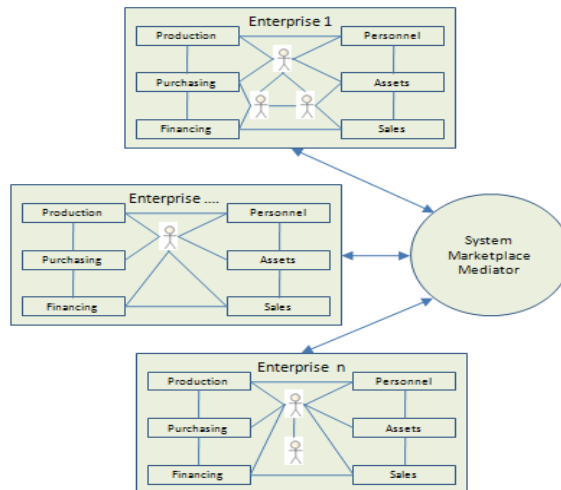 Enterprise 1
Production
Personnel
Purchasing
Assets
Financing
Sales
Enterprise ....
Production
Personnel
Purchasing
Assets
Financing
Sales
System
Marketplace
Mediator
Enterprise n
Production
Personnel
Purchasing
Assets
Financing
Sales